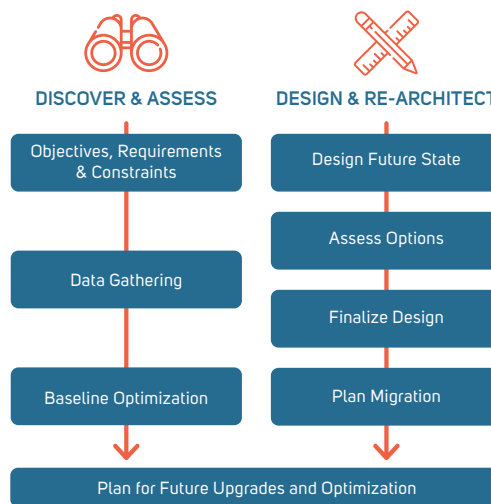 DISCOVER & ASSESS
Objectives, Requirements
& Constraints
Data Gathering
Baseline Optimization
DESIGN & RE-ARCHITECT
Design Future State
Assess Options
Finalize Design
Plan Migration
Plan for Future Upgrades and Optimization